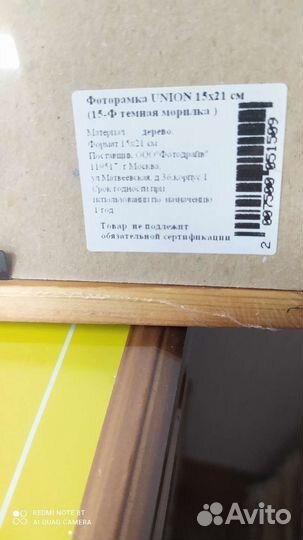 Фоторамка UNION 15x21 см
(15-Ф темная морилка )
Материал дерево.
Формат 15x21 см
Поставщик. ООО"Фотодрайв"
119517, г Москва,
ул Матвеевская, д 36,корпус 1
Срок годности при
использовании по назначению
1 год
Товар не подлежит
обязательной сертификации
2 007500 051509
REDMI NOTE 8T
AI QUAD CAMERA
Avito